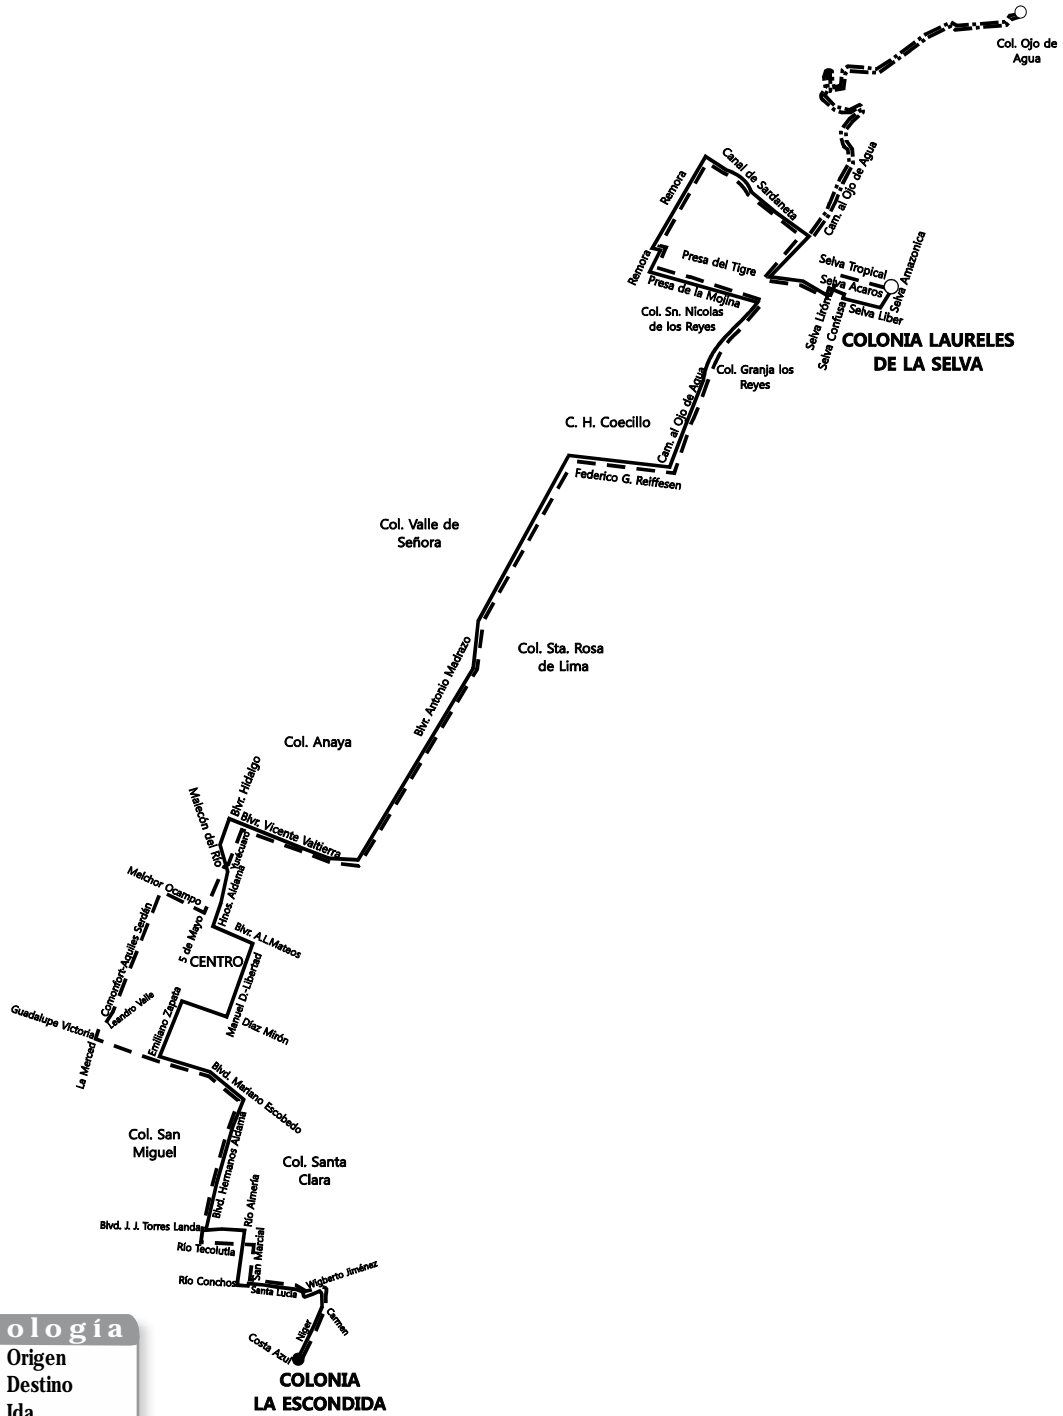 Col. Ojo de
Agua
Cam. al Ojo de Agua
Canal de Sardaneta
Remora
Remora
Presa del Tigre
Presa de la Mojina
Selva Tropical
Selva Acaros
Selva Amazonica
Selva Liber
Selva Lirón
Selva Confusa
COLONIA LAURELES
DE LA SELVA
Col. Sn. Nicolas
de los Reyes
Col. Granja los
Reyes
Cam. al Ojo de Agua
C. H. Coecillo
Federico G. Reiffesen
Col. Valle de
Señora
Col. Sta. Rosa
de Lima
Blvr. Antonio Madrazo
Col. Anaya
Blvr. Hidalgo
Malecón del Río
Blvr. Vicente Valtierra
Yurécuaro
Melchor Ocampo
Hnos. Aldama
5 de Mayo
Blvr. A.L.Mateos
CENTRO
Comonfort-Aquiles Serdán
Manuel D.-Libertad
Leandro Valle
Emiliano Zapata
Díaz Mirón
Guadalupe Victoria
La Merced
Blvd. Mariano Escobedo
Col. San
Miguel
Blvd. Hermanos Aldama
Col. Santa
Clara
Río Almería
Blvd. J. J. Torres Landa
Río Tecolutla
San Marcial
Río Conchos
Santa Lucía
Wigberto Jiménez
Niger
Carmen
Costa Azul
COLONIA
LA ESCONDIDA
ología
Origen
Destino
Ida